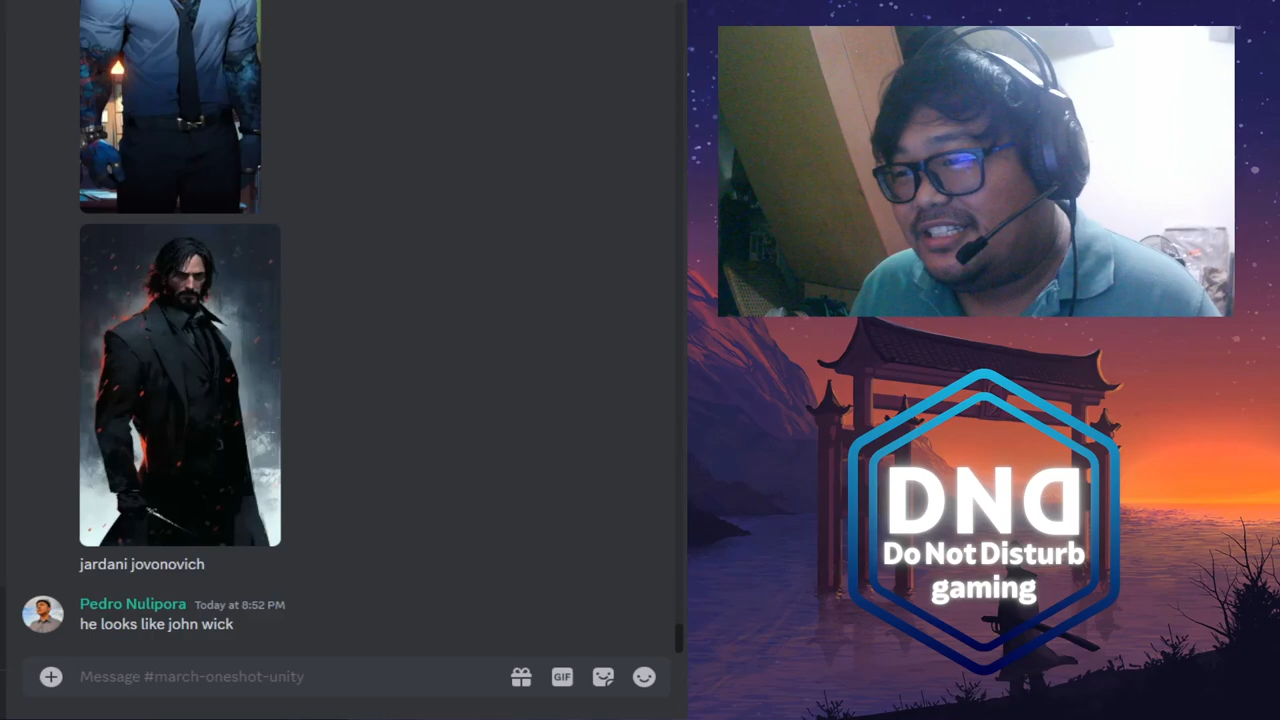 jardani jovonovich
Pedro Nulipora Today at 8:52 PM
he looks like john wick
Message #march-oneshot-unity
GIF
DND
Do Not Disturb
gaming